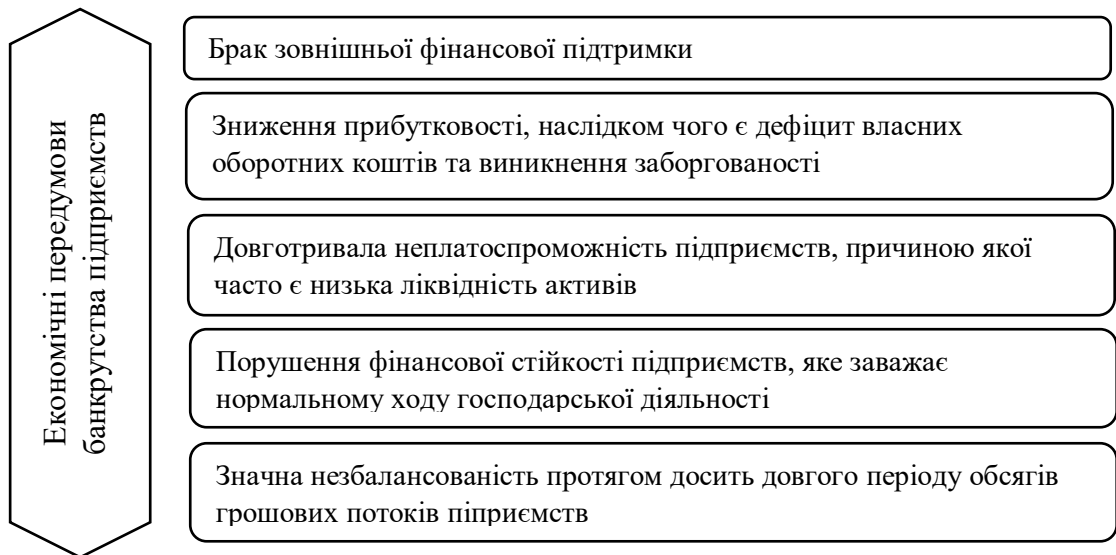 Економічні передумови
банкрутства підприємств
Брак зовнішньої фінансової підтримки
Зниження прибутковості, наслідком чого є дефіцит власних
оборотних коштів та виникнення заборгованості
Довготривала неплатоспроможність підприємств, причиною якої
часто є низька ліквідність активів
Порушення фінансової стійкості підприємств, яке заважає
нормальному ходу господарської діяльності
Значна незбалансованість протягом досить довгого періоду обсягів
грошових потоків піприємств